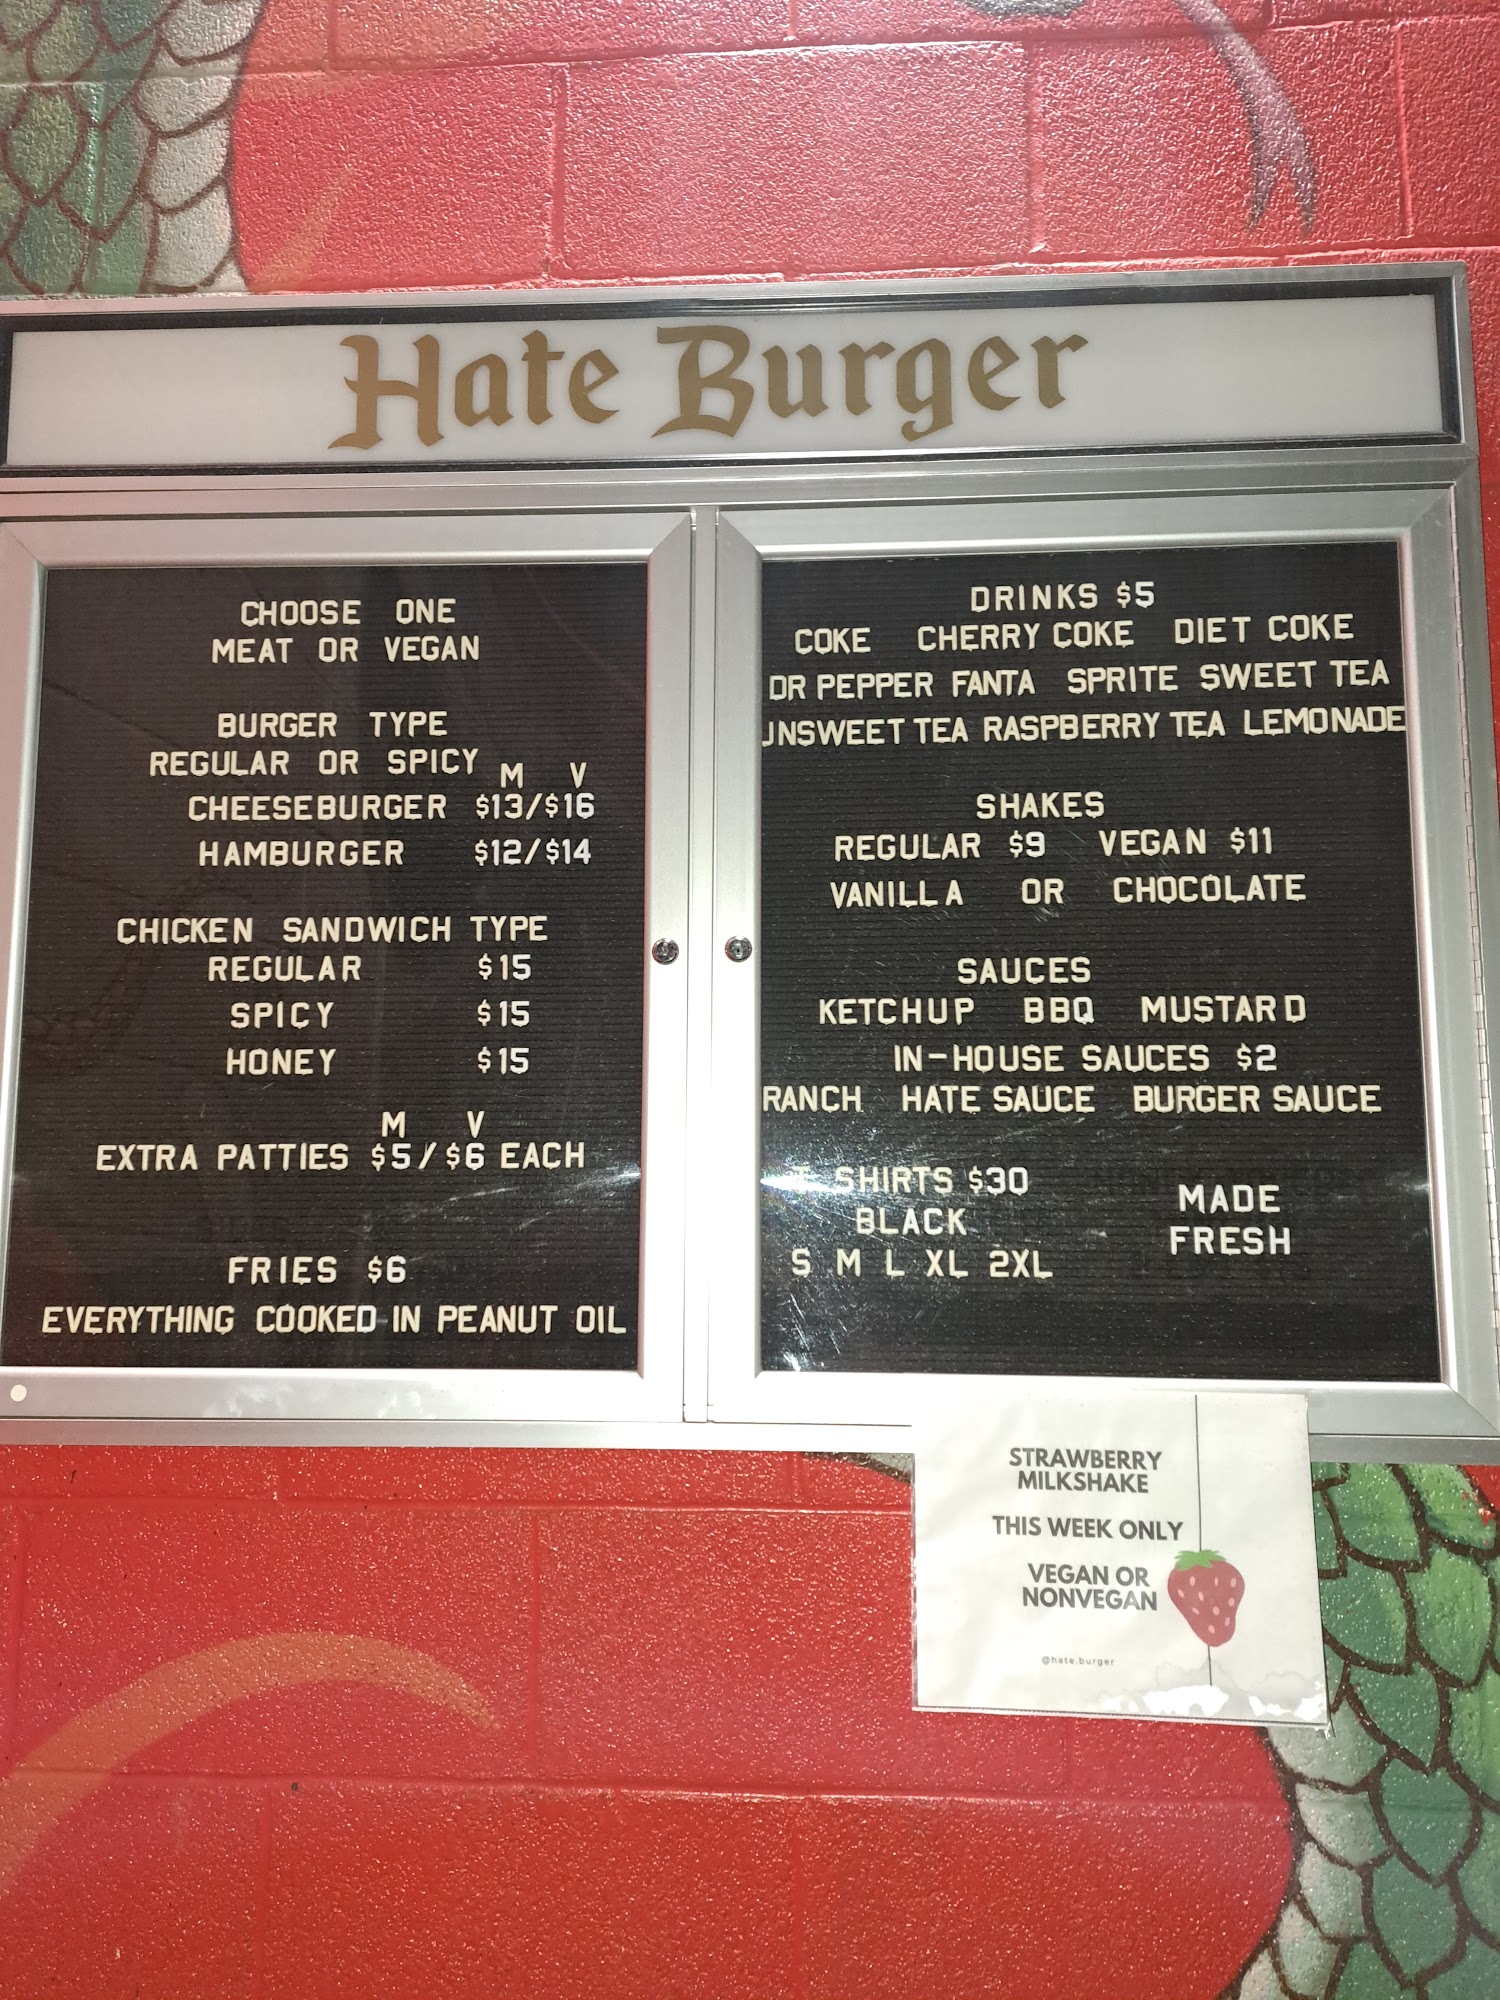 Hate Burger
CHOOSE ONE
MEAT OR VEGAN
BURGER TYPE
REGULAR OR SPICY
M V
CHEESEBURGER $13/$16
HAMBURGER $12/$14
CHICKEN SANDWICH TYPE
REGULAR $15
SPICY $15
HONEY $15
M V
EXTRA PATTIES $5/$6 EACH
FRIES $6
EVERYTHING COOKED IN PEANUT OIL
DRINKS $5
COKE CHERRY COKE DIET COKE
DR PEPPER FANTA SPRITE SWEET TEA
UNSWEET TEA RASPBERRY TEA LEMONADE
SHAKES
REGULAR $9 VEGAN $11
VANILLA OR CHOCOLATE
SAUCES
KETCHUP BBQ MUSTARD
IN-HOUSE SAUCES $2
RANCH HATE SAUCE BURGER SAUCE
T SHIRTS $30
BLACK
S M L XL 2XL
MADE
FRESH
STRAWBERRY
MILKSHAKE
THIS WEEK ONLY
VEGAN OR
NONVEGAN
@hate.burger